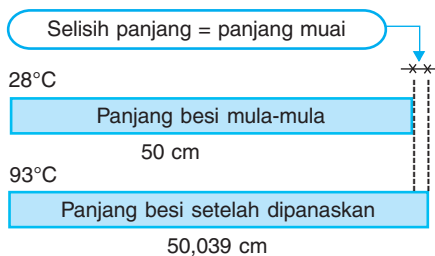 Selisih panjang = panjang muai
28°C
Panjang besi mula-mula
50 cm
93°C
Panjang besi setelah dipanaskan
50,039 cm